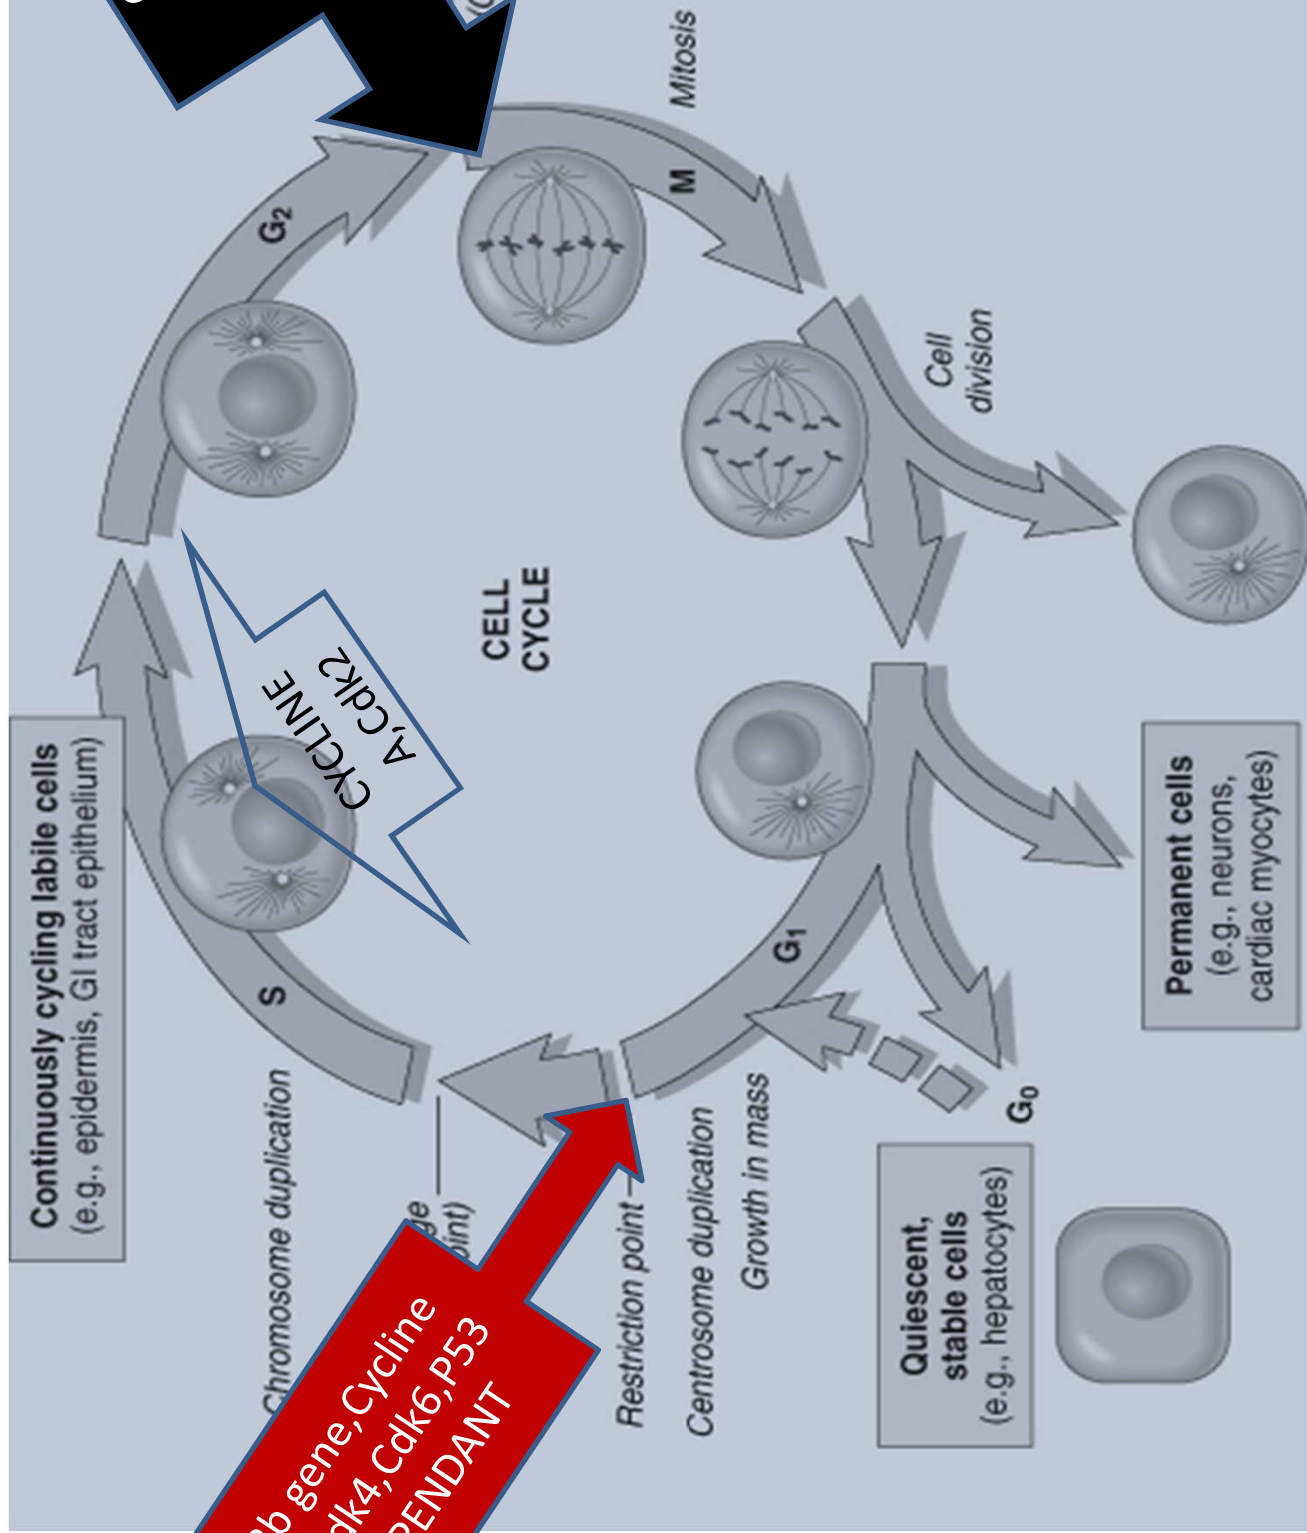 Continuously cycling labile cells
(e.g., epidermis, GI tract epithelium)
Chromosome duplication
S
G2
Mitosis
M
CELL
CYCLE
CYCLINE
A,Cdk2
Cell
division
gene,Cycline
Cdk6,P53
Restriction point
Centrosome duplication
Growth in mass
G1
G0
Quiescent,
stable cells
(e.g., hepatocytes)
Permanent cells
(e.g., neurons,
cardiac myocytes)